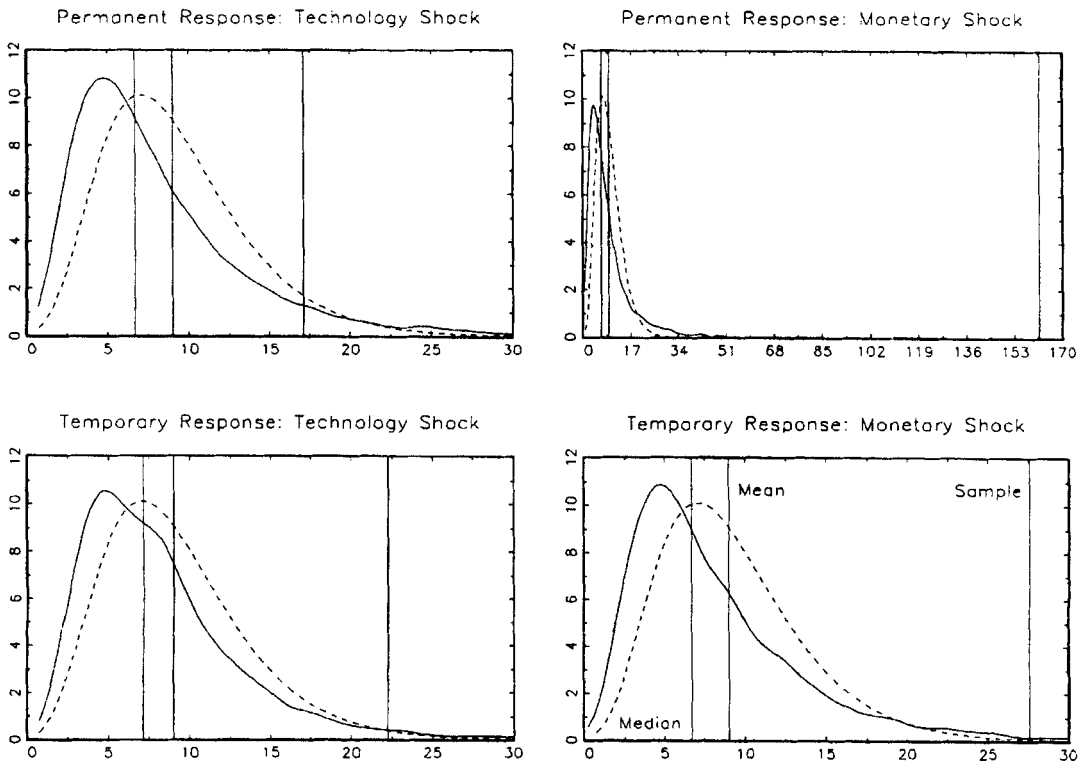 Permanent Response: Technology Shock
12
10
8
6
4
2
0
0 5 10 15 20 25 30
Permanent Response: Monetary Shock
12
10
8
6
4
2
0
0 17 34 51 68 85 102 119 136 153 170
Temporary Response: Technology Shock
12
10
8
6
4
2
0
0 5 10 15 20 25 30
Temporary Response: Monetary Shock
12
10
8
6
4
2
0
Mean
Sample
Median
0 5 10 15 20 25 30